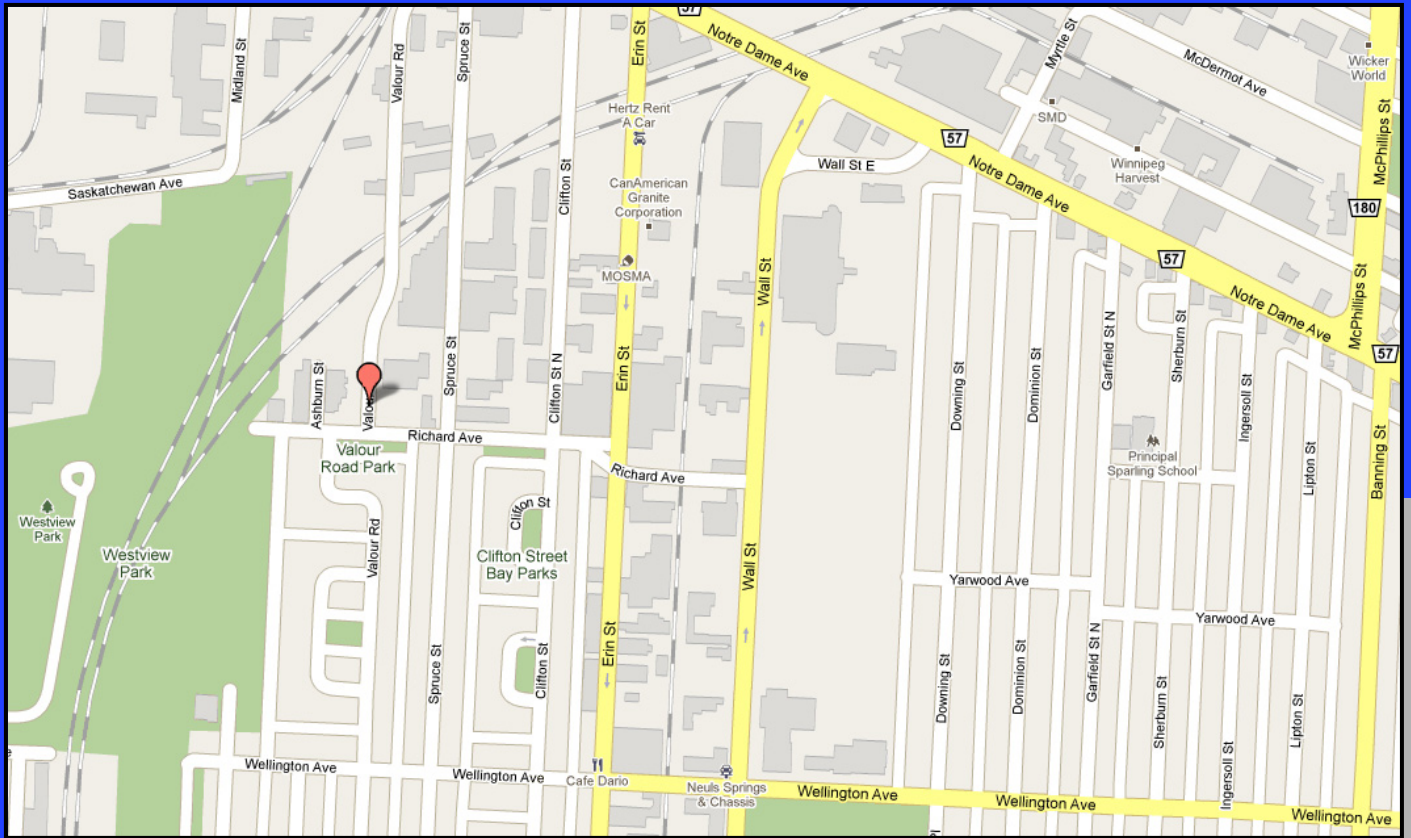 57
Notre Dame Ave
Midland St
Valour Rd
Spruce St
Erin St
Myrtle St
McDermot Ave
Wicker
World
McPhillips St
Hertz Rent
A Car
SMD
57
Winnipeg
Harvest
Wall St E
Clifton St
Saskatchewan Ave
CanAmerican
Granite
Corporation
Notre Dame Ave
180
MOSMA
57
Wall St
Notre Dame Ave
McPhillips St
57
Ashburn St
Valou
Spruce St
Clifton St N
Erin St
Downing St
Dominion St
Garfield St N
Sherburn St
Ingersoll St
Lipton St
Banning St
Richard Ave
Valour
Road Park
Richard Ave
Principal
Sparling School
Westview
Park
Westview
Park
Valour Rd
Clifton St
Clifton Street
Bay Parks
Wall St
Yarwood Ave
Yarwood Ave
Spruce St
Clifton St
Erin St
Downing St
Dominion St
Garfield St N
Sherburn St
Ingersoll St
Lipton St
Wellington Ave
Wellington Ave
Cafe Dario
Neuls Springs
& Chassis
Wellington Ave
Wellington Ave
Wellington Ave